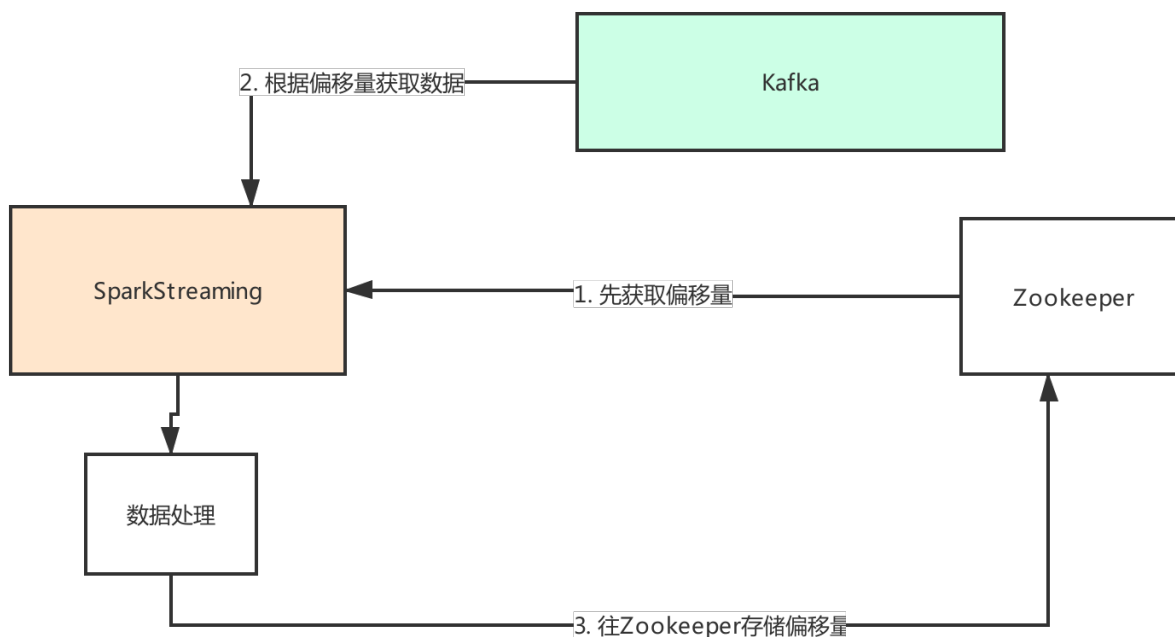 Kafka
2. 根据偏移量获取数据
SparkStreaming
1. 先获取偏移量
Zookeeper
数据处理
3. 往Zookeeper存储偏移量